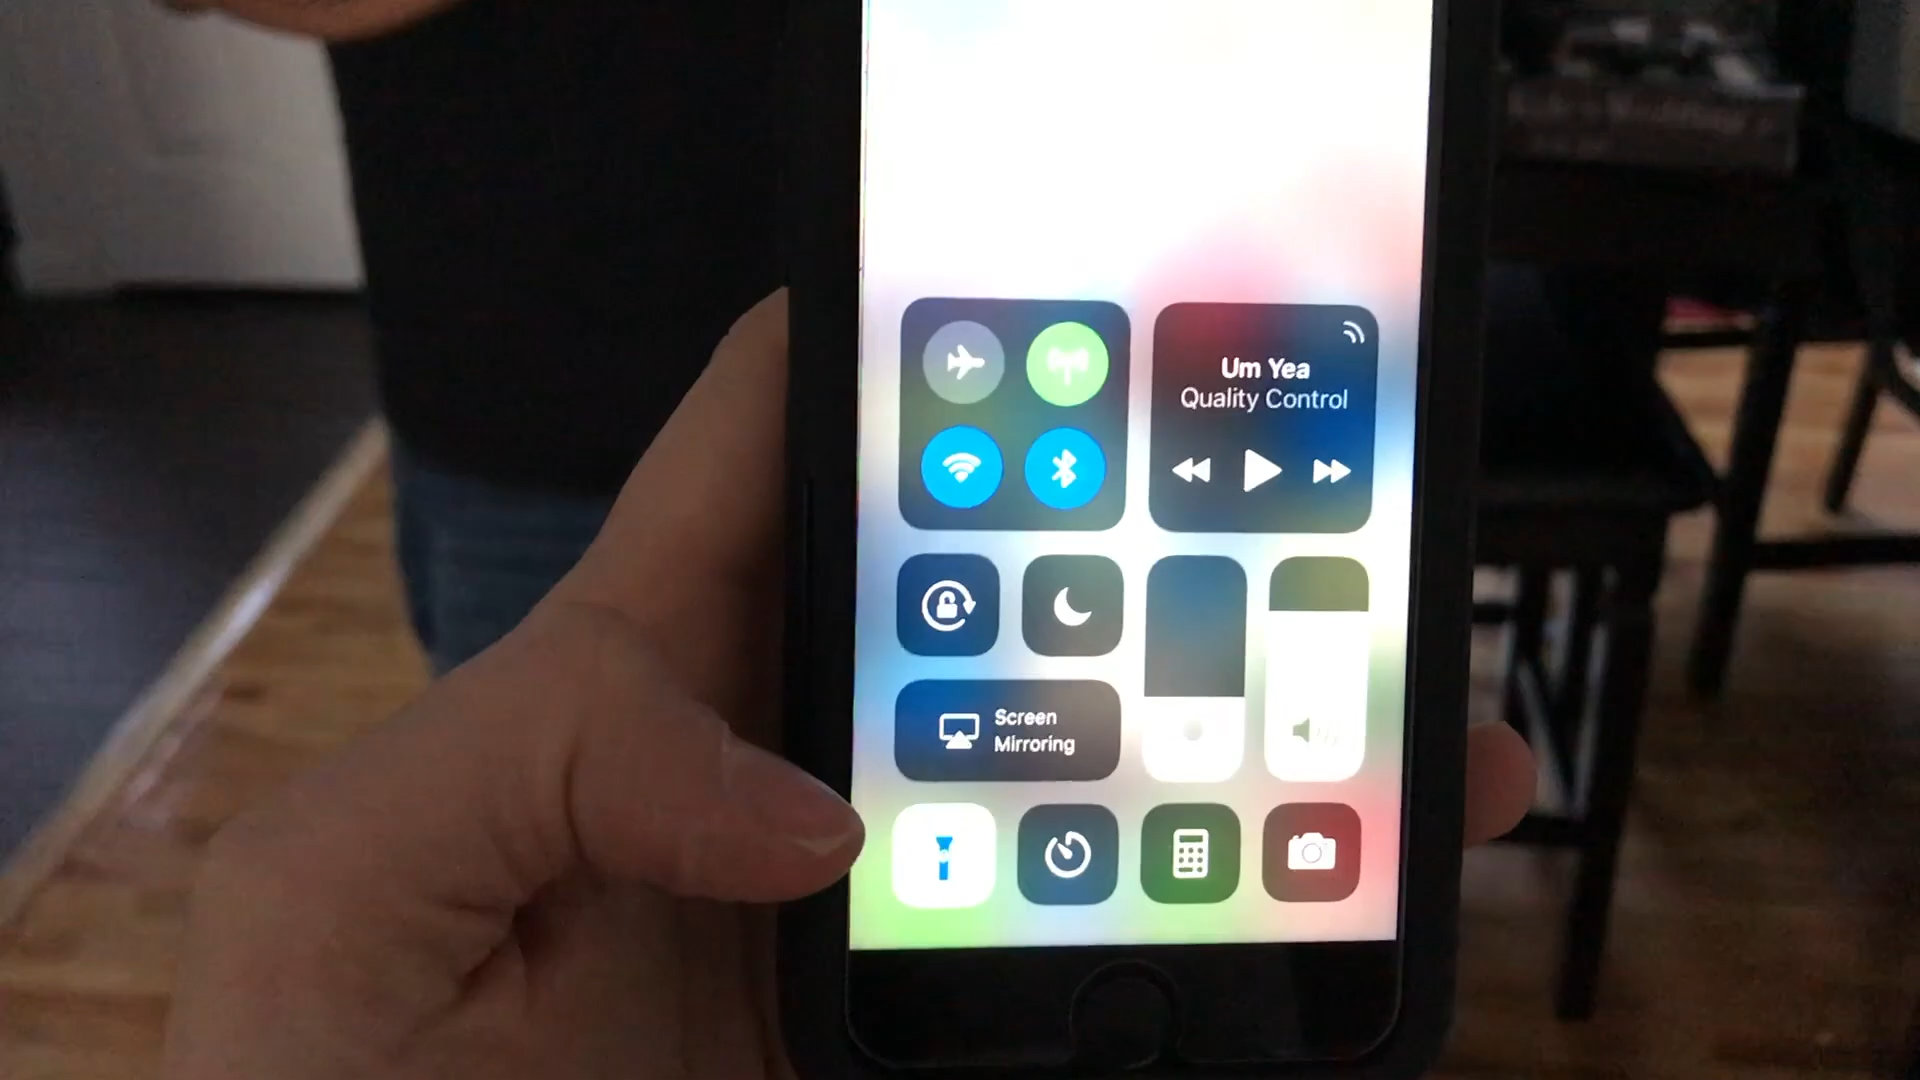 Um Yea
Quality Control
Screen
Mirroring